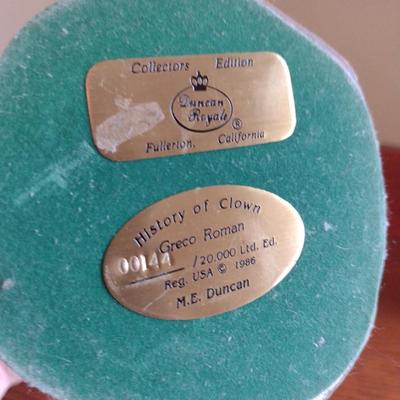 Collectors Edition
Duncan
Royale ®
Fullerton, California
History of Clown
Greco Roman
00144 /20.000 Ltd. Ed.
Reg. USA © 1986
M.E. Duncan